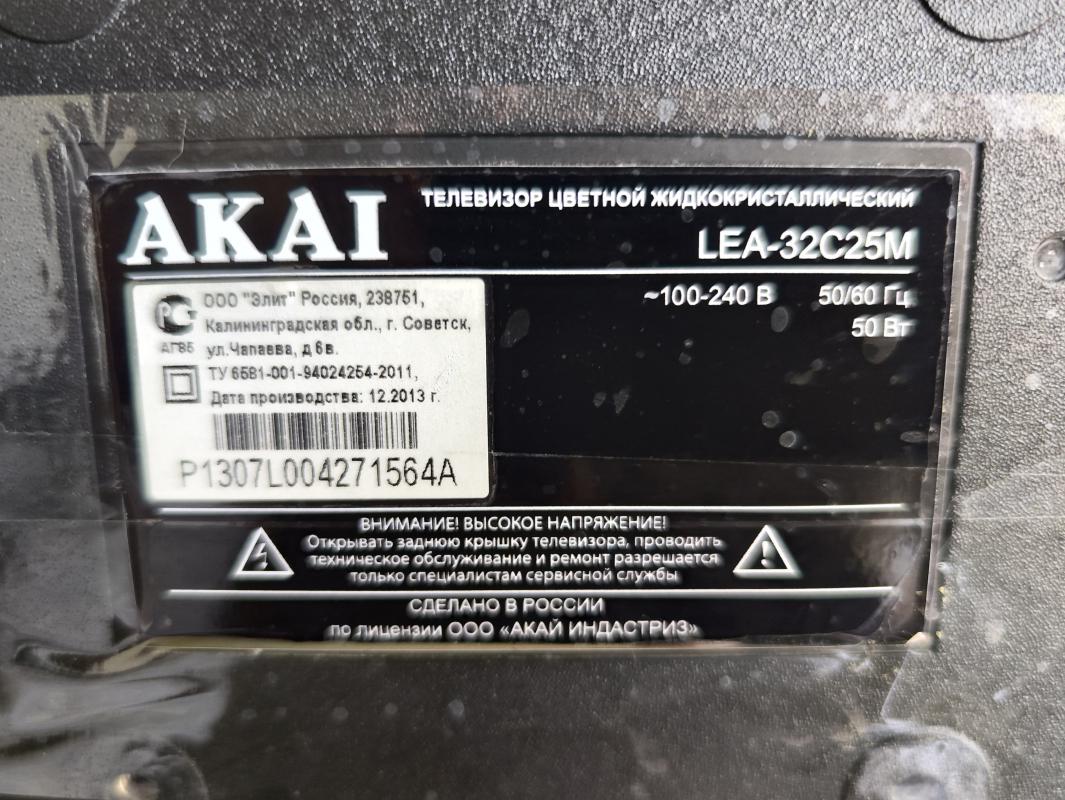 AKAI
ТЕЛЕВИЗОР ЦВЕТНОЙ ЖИДКОКРИСТАЛЛИЧЕСКИЙ
LEA-32C25M
~100-240 В 50/60 Гц
50 Вт
ООО "Элит" Россия, 238751,
Калининградская обл., г. Советск,
ул.Чапаева, д 6в.
АГ85
ТУ 6581-001-94024254-2011,
Дата производства: 12.2013 г.
P1307L004271564A
ВНИМАНИЕ! ВЫСОКОЕ НАПРЯЖЕНИЕ!
Открывать заднюю крышку телевизора, проводить
техническое обслуживание и ремонт разрешается
только специалистам сервисной службы
СДЕЛАНО В РОССИИ
по лицензии ООО «АКАЙ ИНДАСТРИЗ»